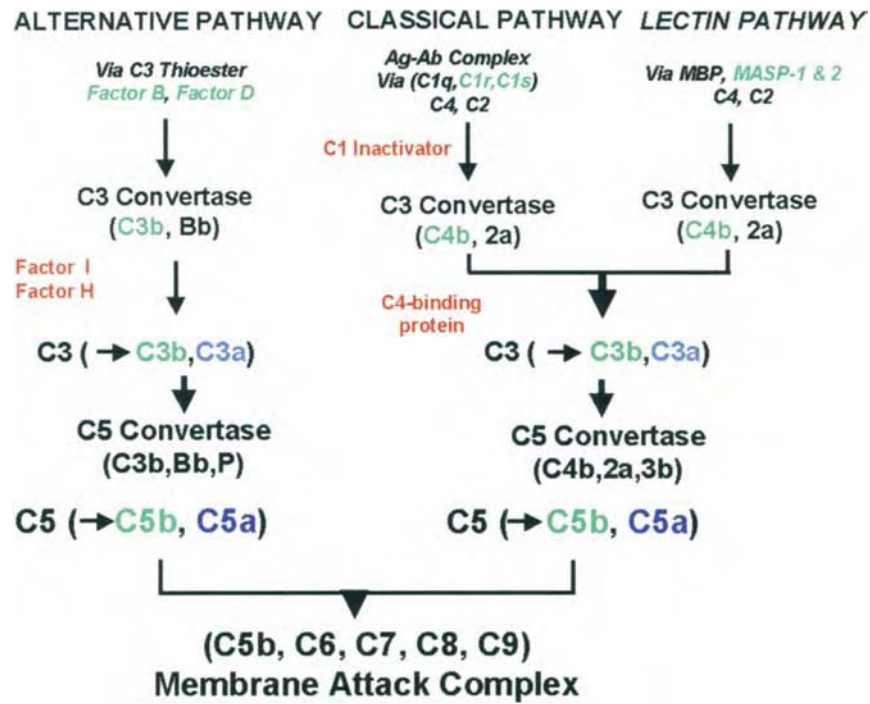 ALTERNATIVE PATHWAY
Via C3 Thioester
Factor B, Factor D
C3 Convertase
(C3b, Bb)
Factor I
Factor H
C3 ( → C3b,C3a)
C5 Convertase
(C3b,Bb,P)
C5 (→C5b, C5a)
CLASSICAL PATHWAY
Ag-Ab Complex
Via (C1q,C1r,C1s)
C4, C2
C1 Inactivator
C3 Convertase
(C4b, 2a)
LECTIN PATHWAY
Via MBP, MASP-1 & 2
C4, C2
C3 Convertase
(C4b, 2a)
C4-binding
protein
C3 ( → C3b,C3a)
C5 Convertase
(C4b,2a,3b)
C5 (→C5b, C5a)
(C5b, C6, C7, C8, C9)
Membrane Attack Complex